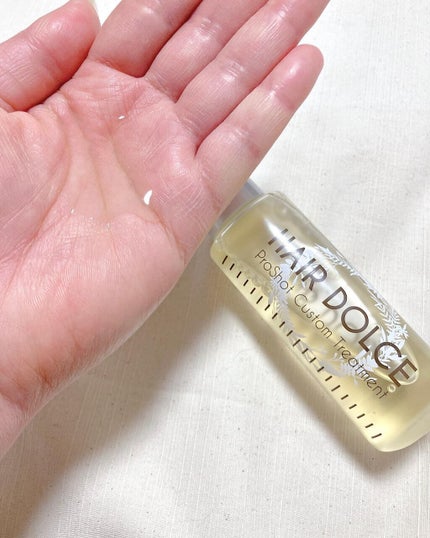 HAIR DOLCE
ProShot Custom Treatment